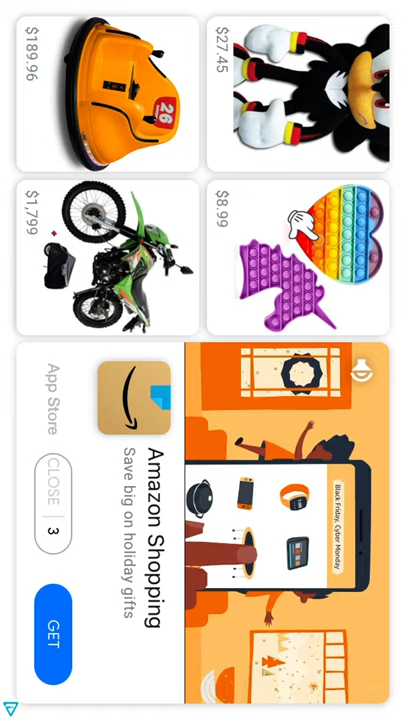 $27.45
$8.99
$189.96
26
$1,799
Black Friday, Cyber Monday
Amazon Shopping
Save big on holiday gifts
App Store
CLOSE | 3
GET